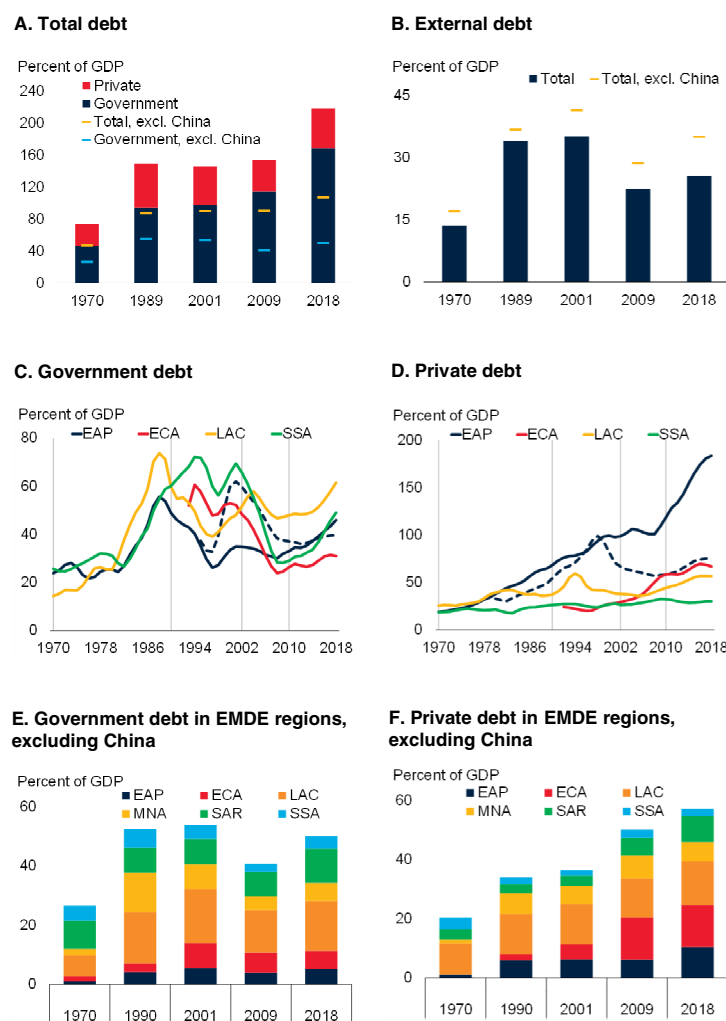 A. Total debt
Percent of GDP
240
200
160
120
80
40
0
Private
Government
Total, excl. China
Government, excl. China
1970 1989 2001 2009 2018
B. External debt
Percent of GDP
45
30
15
0
Total Total, excl. China
1970 1989 2001 2009 2018
C. Government debt
Percent of GDP
80
60
40
20
0
EAP ECA LAC SSA
1970 1978 1986 1994 2002 2010 2018
D. Private debt
Percent of GDP
200
150
100
50
0
EAP ECA LAC SSA
1970 1978 1986 1994 2002 2010 2018
E. Government debt in EMDE regions,
excluding China
Percent of GDP
60
40
20
0
EAP ECA LAC
MNA SAR SSA
1970 1990 2001 2009 2018
F. Private debt in EMDE regions,
excluding China
Percent of GDP
60
40
20
0
EAP ECA LAC
MNA SAR SSA
1970 1990 2001 2009 2018